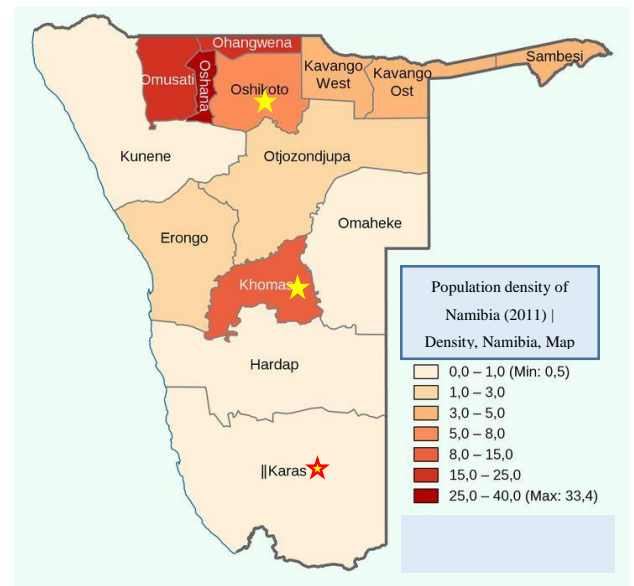 Ohangwena
Omusati
Oshana
Oshikoto
Kavango
West
Kavango
Ost
Sambesi
Kunene
Otjozondjupa
Omaheke
Erongo
Khomas
Hardap
ǁKaras
Population density of
Namibia (2011) |
Density, Namibia, Map
0,0 – 1,0 (Min: 0,5)
1,0 – 3,0
3,0 – 5,0
5,0 – 8,0
8,0 – 15,0
15,0 – 25,0
25,0 – 40,0 (Max: 33,4)